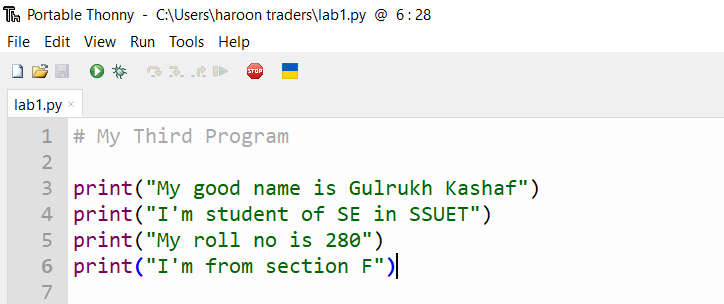 Portable Thonny - C:\Users\haroon traders\lab1.py @ 6:28
File Edit View Run Tools Help
STOP
lab1.py ×
1 # My Third Program
2
3 print("My good name is Gulrukh Kashaf")
4 print("I'm student of SE in SSUET")
5 print("My roll no is 280")
6 print("I'm from section F")
7